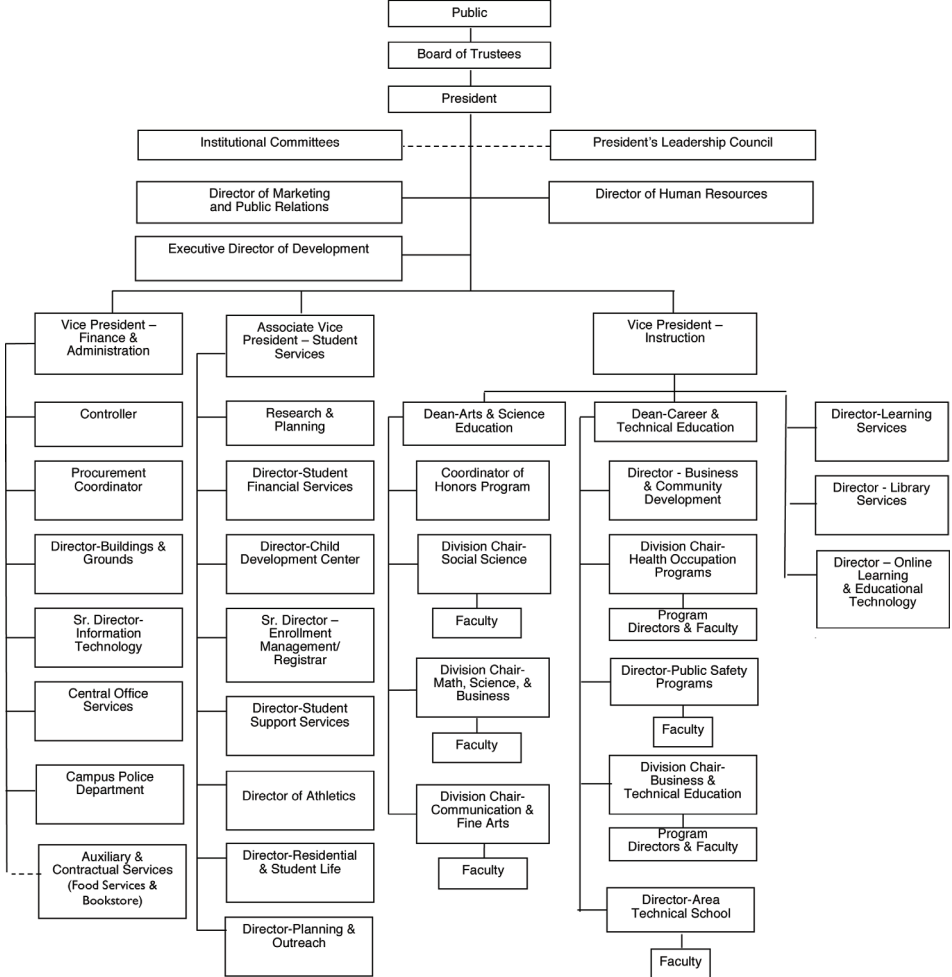 Public
Board of Trustees
President
Institutional Committees
President's Leadership Council
Director of Marketing
and Public Relations
Director of Human Resources
Executive Director of Development
Vice President –
Finance &
Administration
Controller
Procurement
Coordinator
Director-Buildings &
Grounds
Sr. Director-
Information
Technology
Central Office
Services
Campus Police
Department
Auxiliary &
Contractual Services
(Food Services &
Bookstore)
Associate Vice
President – Student
Services
Research &
Planning
Director-Student
Financial Services
Director-Child
Development Center
Sr. Director –
Enrollment
Management/
Registrar
Director-Student
Support Services
Director of Athletics
Director-Residential
& Student Life
Director-Planning &
Outreach
Vice President –
Instruction
Dean-Arts & Science
Education
Coordinator of
Honors Program
Division Chair-
Social Science
Faculty
Division Chair-
Math, Science, &
Business
Faculty
Division Chair-
Communication &
Fine Arts
Faculty
Dean-Career &
Technical Education
Director - Business
& Community
Development
Division Chair-
Health Occupation
Programs
Program
Directors & Faculty
Director-Public Safety
Programs
Faculty
Division Chair-
Business &
Technical Education
Program
Directors & Faculty
Director-Area
Technical School
Faculty
Director-Learning
Services
Director - Library
Services
Director – Online
Learning
& Educational
Technology